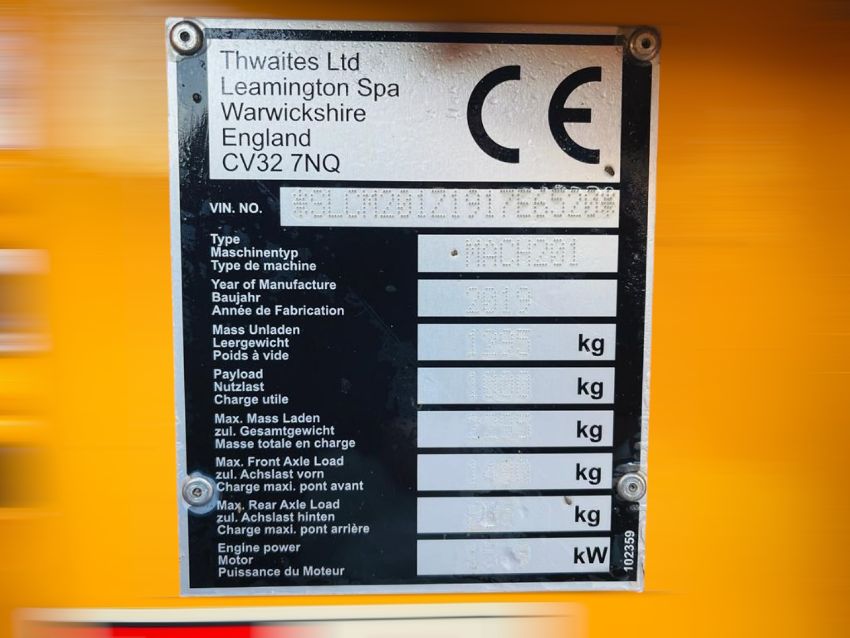 Thwaites Ltd
Leamington Spa
Warwickshire
England
CV32 7NQ
CE
VIN. NO.
Type
Maschinentyp
Type de machine
MACH201
Year of Manufacture
Baujahr
Année de Fabrication
2019
Mass Unladen
Leergewicht
Poids à vide
kg
Payload
Nutzlast
Charge utile
kg
Max. Mass Laden
zul. Gesamtgewicht
Masse totale en charge
kg
Max. Front Axle Load
zul. Achslast vorn
Charge maxi. pont avant
kg
Max. Rear Axle Load
zul. Achslast hinten
Charge maxi. pont arrière
kg
Engine power
Motor
Puissance du Moteur
kW
102359